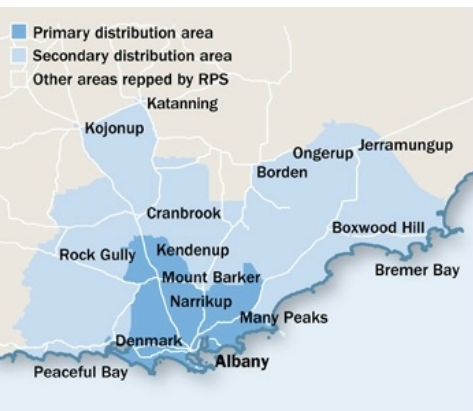 Primary distribution area
Secondary distribution area
Other areas repped by RPS
Katanning
Kojonup
Jerramungup
Ongerup
Borden
Cranbrook
Boxwood Hill
Kendenup
Rock Gully
Bremer Bay
Mount Barker
Narrikup
Many Peaks
Denmark
Albany
Peaceful Bay